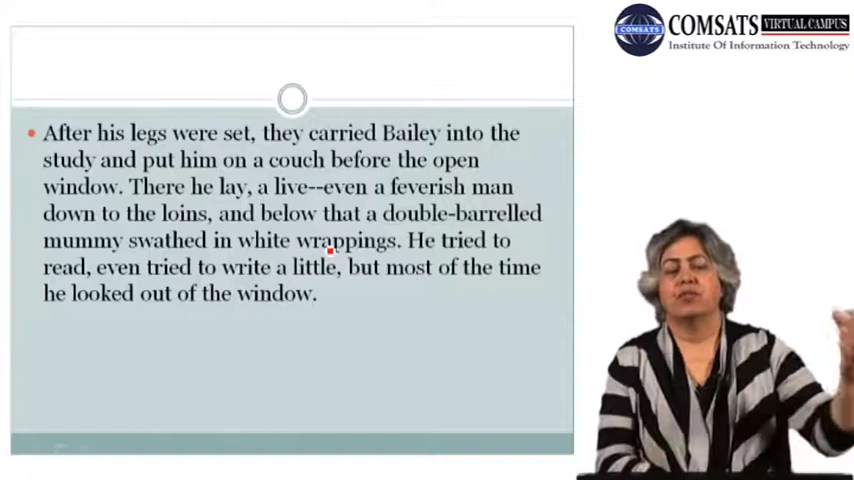 COMSATS VIRTUAL CAMPUS
COMSATS
Institute Of Information Technology
After his legs were set, they carried Bailey into the
study and put him on a couch before the open
window. There he lay, a live--even a feverish man
down to the loins, and below that a double-barrelled
mummy swathed in white wrappings. He tried to
read, even tried to write a little, but most of the time
he looked out of the window.